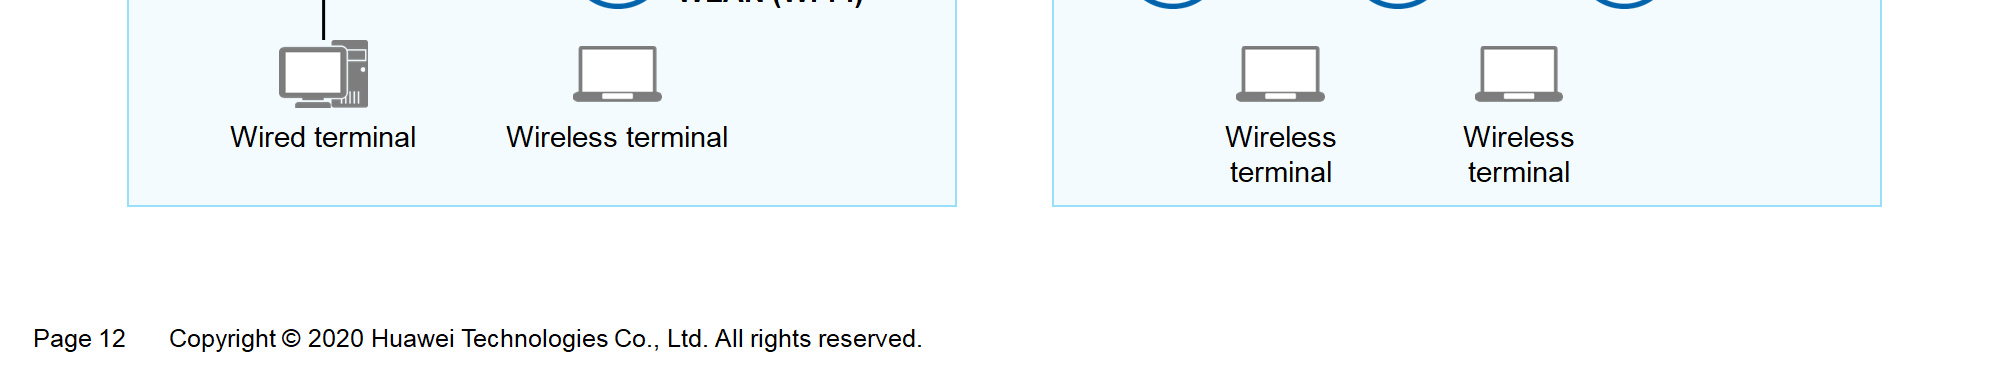 Wired terminal
Wireless terminal
Wireless
terminal
Wireless
terminal
Page 12
Copyright © 2020 Huawei Technologies Co., Ltd. All rights reserved.